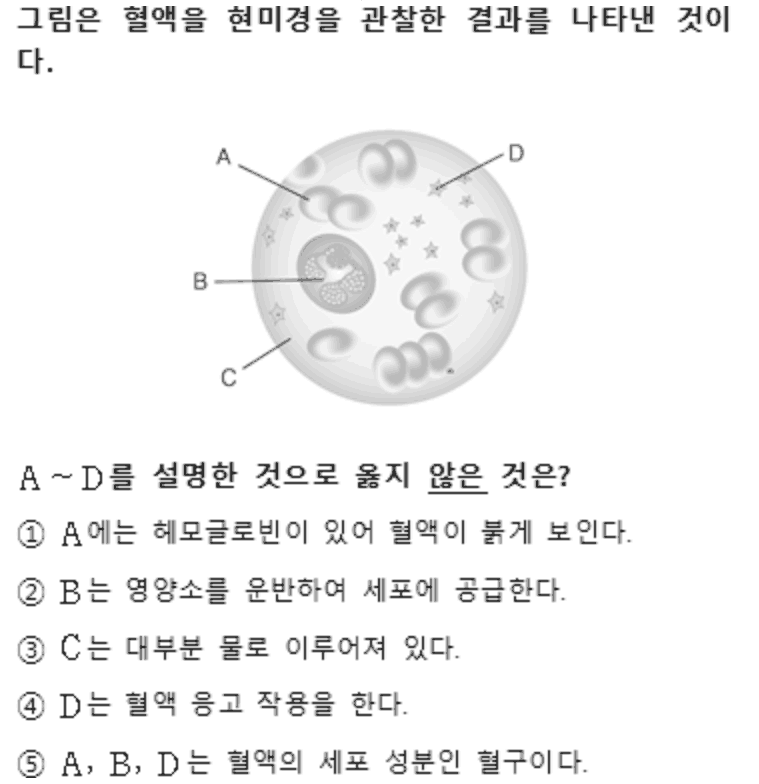 그림은 혈액을 현미경을 관찰한 결과를 나타낸 것이
다.
A
D
B
C
A ~ D를 설명한 것으로 옳지 않은 것은?
① A에는 헤모글로빈이 있어 혈액이 붉게 보인다.
② B는 영양소를 운반하여 세포에 공급한다.
③ C는 대부분 물로 이루어져 있다.
④ D는 혈액 응고 작용을 한다.
⑤ A, B, D는 혈액의 세포 성분인 혈구이다.